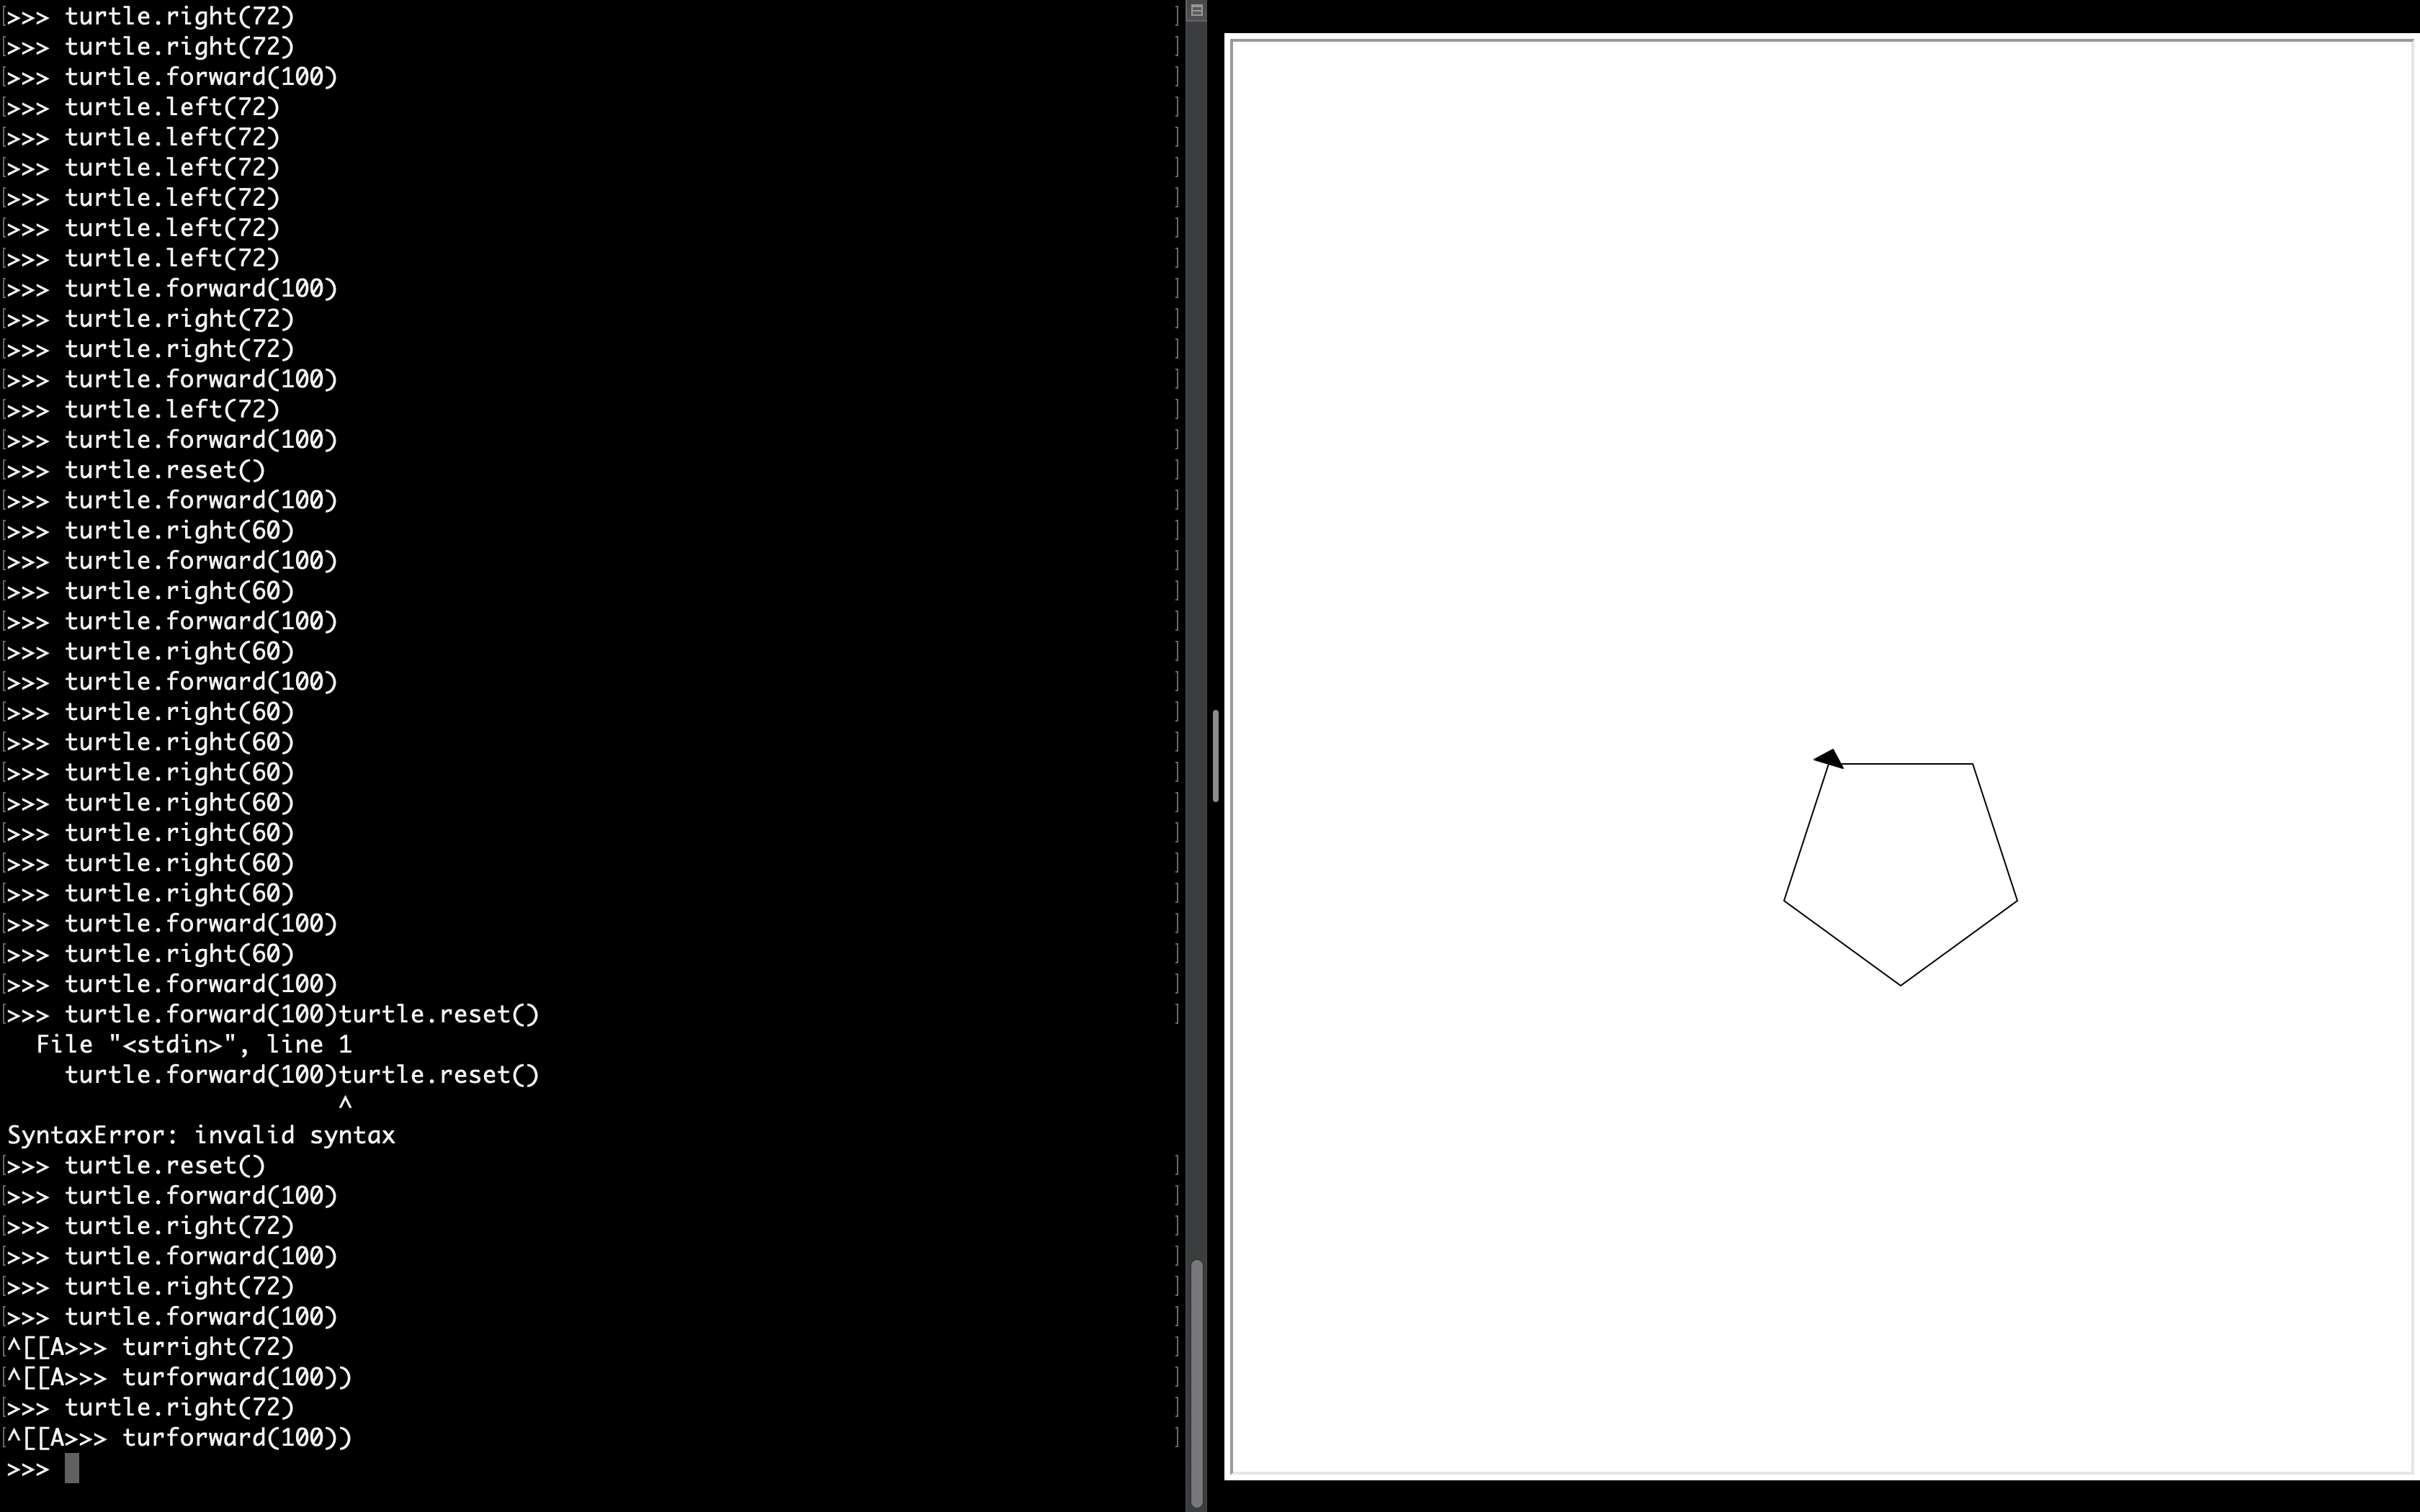 >>> turtle.right(72)
>>> turtle.right(72)
>>> turtle.forward(100)
>>> turtle.left(72)
>>> turtle.left(72)
>>> turtle.left(72)
>>> turtle.left(72)
>>> turtle.left(72)
>>> turtle.left(72)
>>> turtle.forward(100)
>>> turtle.right(72)
>>> turtle.right(72)
>>> turtle.forward(100)
>>> turtle.left(72)
>>> turtle.forward(100)
>>> turtle.reset()
>>> turtle.forward(100)
>>> turtle.right(60)
>>> turtle.forward(100)
>>> turtle.right(60)
>>> turtle.forward(100)
>>> turtle.right(60)
>>> turtle.forward(100)
>>> turtle.right(60)
>>> turtle.right(60)
>>> turtle.right(60)
>>> turtle.right(60)
>>> turtle.right(60)
>>> turtle.right(60)
>>> turtle.right(60)
>>> turtle.forward(100)
>>> turtle.right(60)
>>> turtle.forward(100)
>>> turtle.forward(100)turtle.reset()
  File "<stdin>", line 1
    turtle.forward(100)turtle.reset()
                       ^
SyntaxError: invalid syntax
>>> turtle.reset()
>>> turtle.forward(100)
>>> turtle.right(72)
>>> turtle.forward(100)
>>> turtle.right(72)
>>> turtle.forward(100)
^[[A>>> turright(72)
^[[A>>> turforward(100))
>>> turtle.right(72)
^[[A>>> turforward(100))
>>>